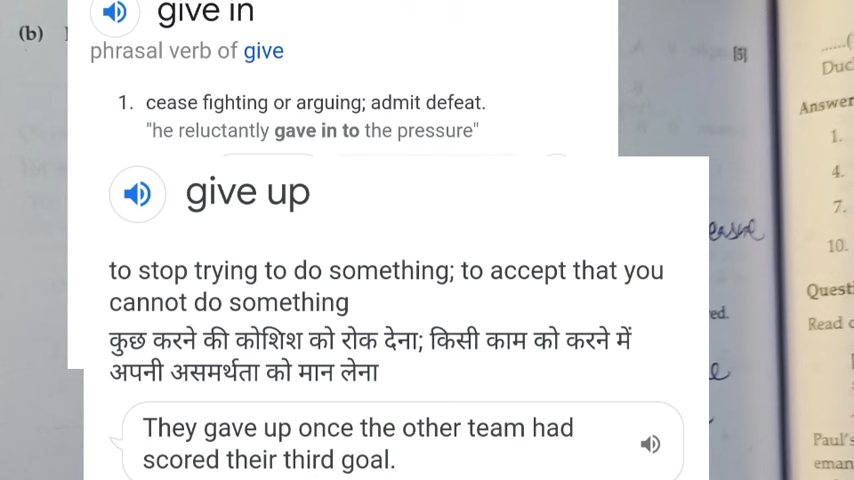 (b)
give in
phrasal verb of give
1. cease fighting or arguing; admit defeat.
"he reluctantly gave in to the pressure"
give up
to stop trying to do something; to accept that you
cannot do something
कुछ करने की कोशिश को रोक देना; किसी काम को करने में
अपनी असमर्थता को मान लेना
They gave up once the other team had
scored their third goal.
[5]
ed.
......(
Duc
Answer
1.
4.
7.
10.
Questi
Read
Paul's
eman